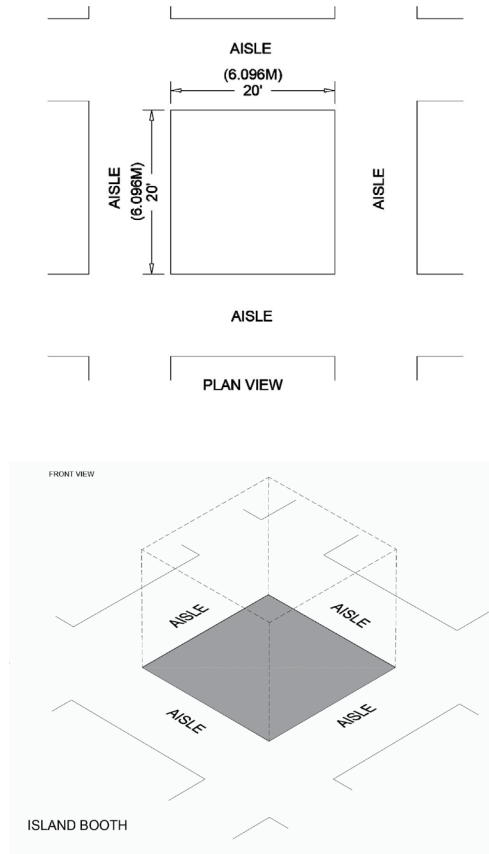 AISLE
(6.096M)
20'
AISLE
(6.096M)
20'
AISLE
AISLE
PLAN VIEW
FRONT VIEW
AISLE
AISLE
AISLE
AISLE
ISLAND BOOTH